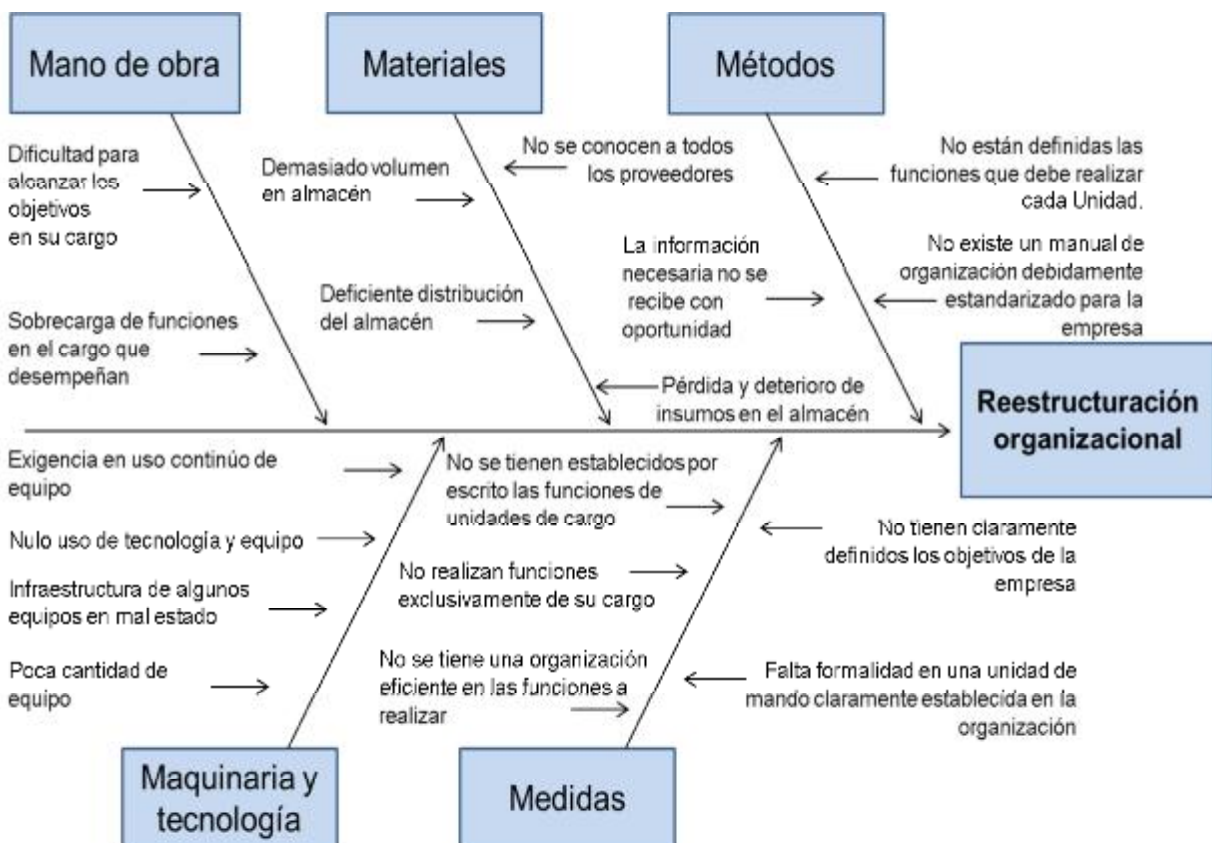 Mano de obra
Materiales
Métodos
Dificultad para
alcanzar los
objetivos
en su cargo
Sobrecarga de funciones
en el cargo que
desempeñan
Demasiado volumen
en almacén
Deficiente distribución
del almacén
No se conocen a todos
los proveedores
Pérdida y deterioro de
insumos en el almacén
La información
necesaria no se
recibe con
oportunidad
No están definidas las
funciones que debe realizar
cada Unidad.
No existe un manual de
organización debidamente
estandarizado para la
empresa
Reestructuración
organizacional
Exigencia en uso continúo de
equipo
Nulo uso de tecnología y equipo
Infraestructura de algunos
equipos en mal estado
Poca cantidad de
equipo
No se tienen establecidos por
escrito las funciones de
unidades de cargo
No realizan funciones
exclusivamente de su cargo
No se tiene una organización
eficiente en las funciones a
realizar
No tienen claramente
definidos los objetivos de la
empresa
Falta formalidad en una unidad de
mando claramente establecida en la
organización
Maquinaria y
tecnología
Medidas